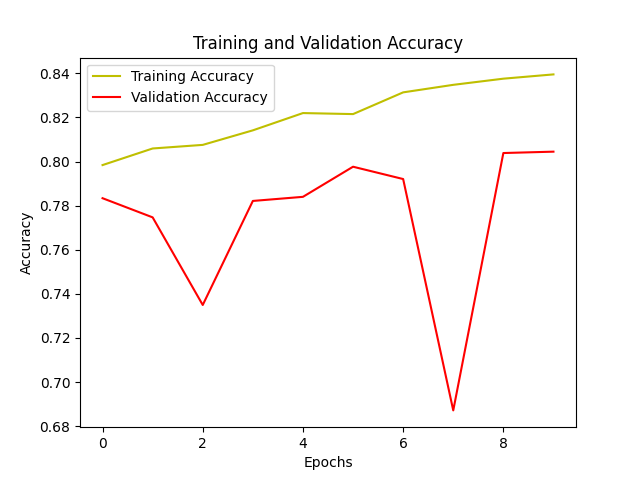 Training and Validation Accuracy
Training Accuracy
Validation Accuracy
0.84
0.82
0.80
0.78
0.76
0.74
0.72
0.70
0.68
Accuracy
0 2 4 6 8
Epochs